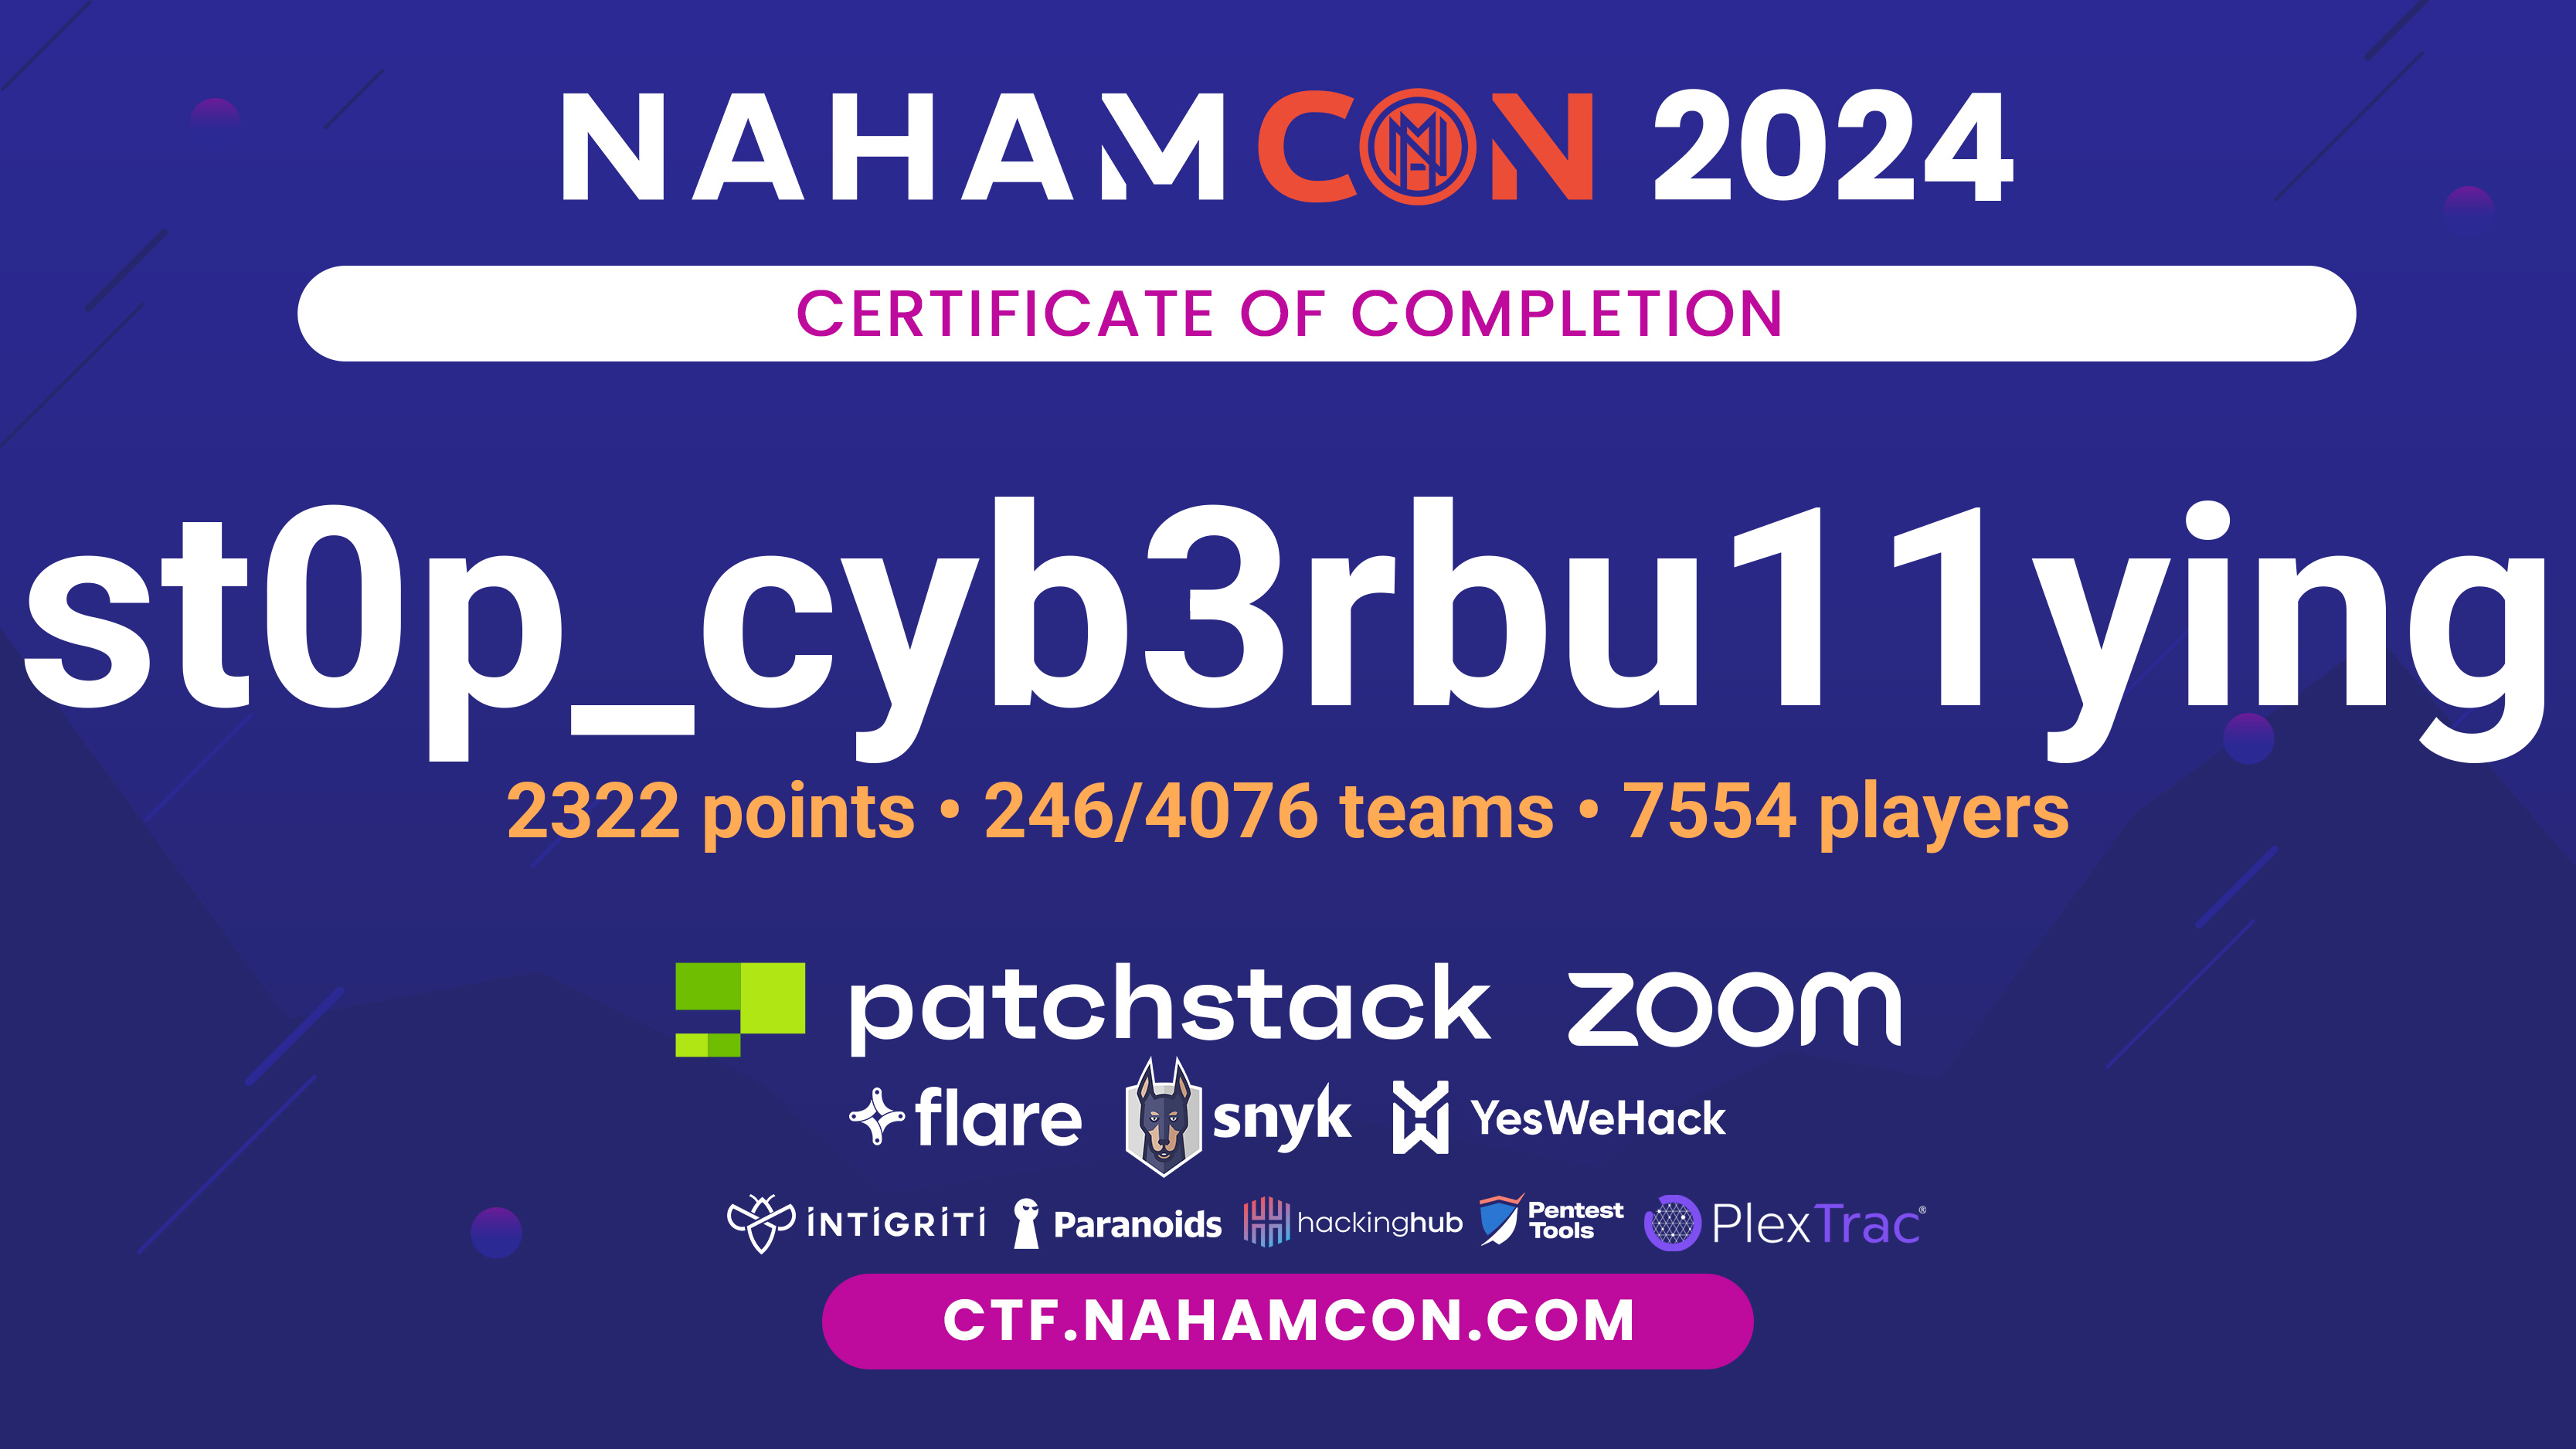 NAHAMCON 2024
CERTIFICATE OF COMPLETION
st0p_cyb3rbu11ying
2322 points • 246/4076 teams • 7554 players
patchstack zoom
flare snyk YesWeHack
INTIGRITI Paranoids hackinghub Pentest Tools PlexTrac®
CTF.NAHAMCON.COM